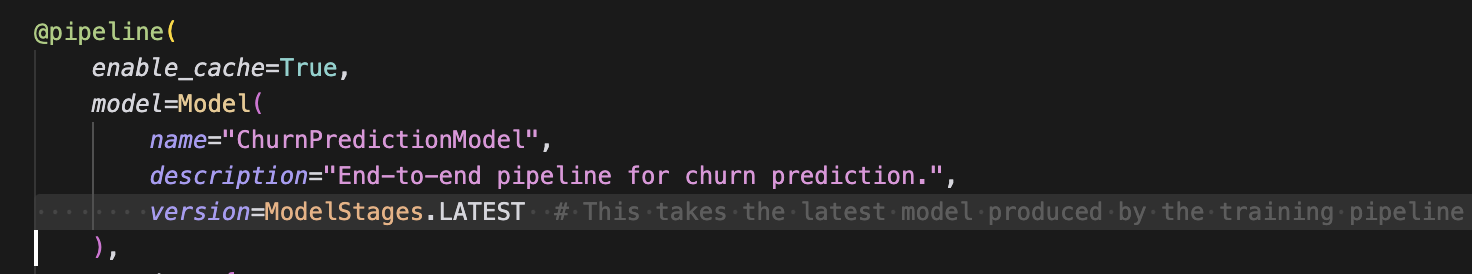 @pipeline(
    enable_cache=True,
    model=Model(
        name="ChurnPredictionModel",
        description="End-to-end pipeline for churn prediction.",
        version=ModelStages.LATEST  # This takes the latest model produced by the training pipeline
    ),